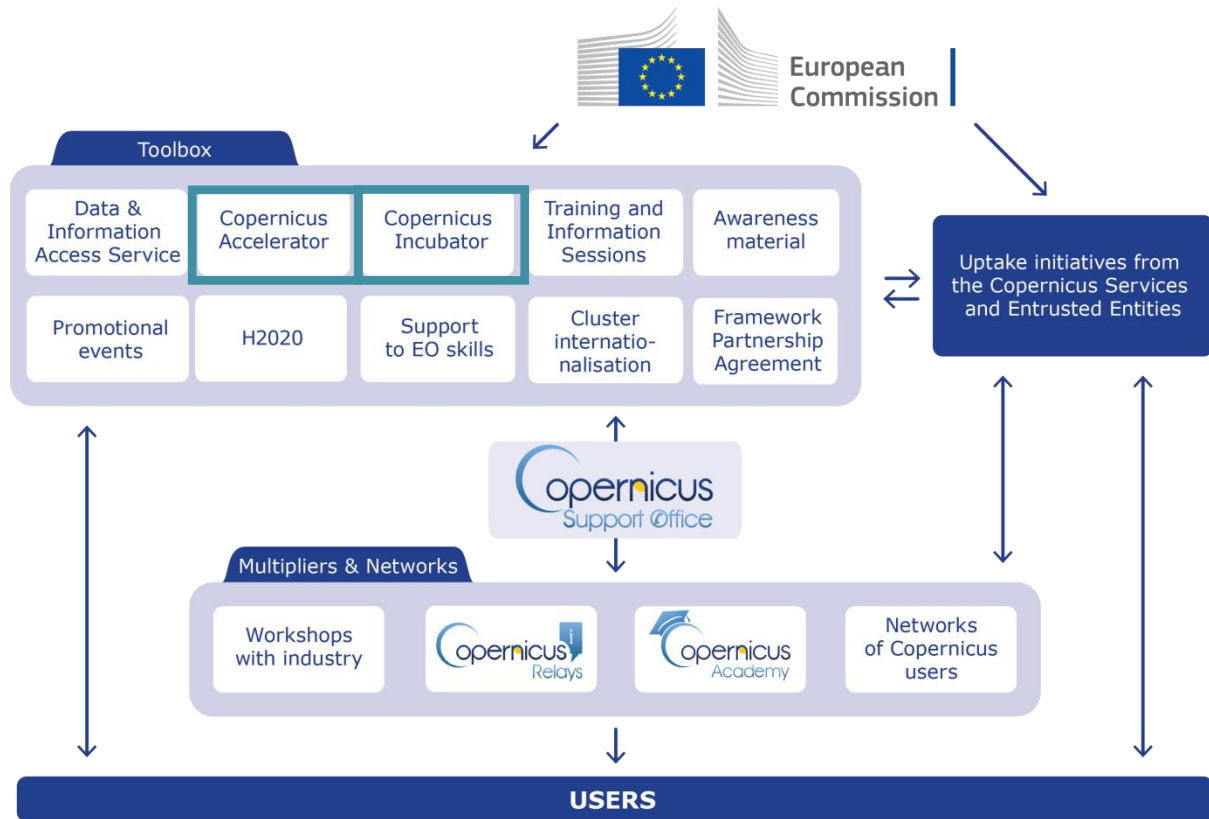 European
Commission
Toolbox
Data &
Information
Access Service
Copernicus
Accelerator
Copernicus
Incubator
Training and
Information
Sessions
Awareness
material
Promotional
events
H2020
Support
to EO skills
Cluster
internatio-
nalisation
Framework
Partnership
Agreement
Uptake initiatives from
the Copernicus Services
and Entrusted Entities
Copernicus
Support Office
Multipliers & Networks
Workshops
with industry
Copernicus
i
Relays
Copernicus
Academy
Networks
of Copernicus
users
USERS